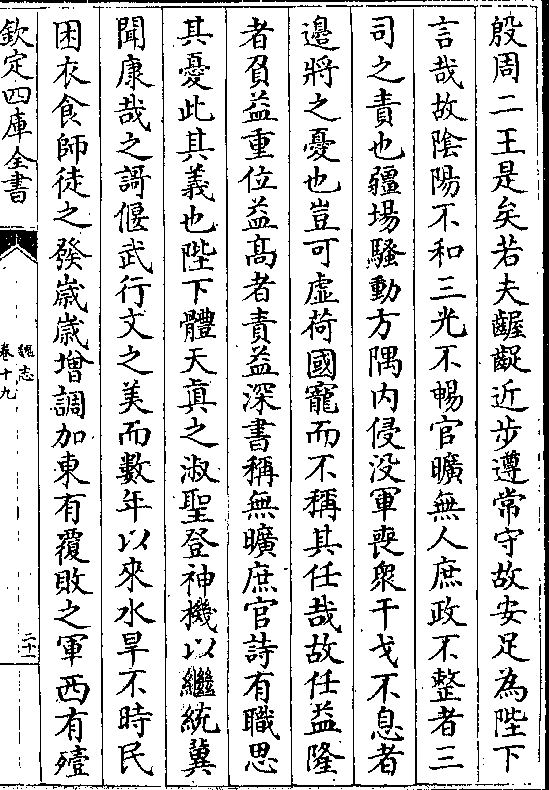 殷周二王是矣若夫齷齪近步遵常守故安足為陛下
言哉故隂陽不和三光不暢官曠無人庶政不整者三
司之責也疆埸騷動方隅内侵没軍喪衆干戈不息者
邊將之憂也豈可虚荷國寵而不稱其任哉故任益隆
者負益重位益髙者責益深書稱無曠庶官詩有職思
其憂此其義也陛下體天真之淑聖登神機以繼統冀
聞康哉之謌偃武行文之美而數年以來水旱不時民
困衣食師徒之發嵗嵗增調加東有覆敗之軍西有殪
欽定四庫全書
魏志
卷十九
二十一